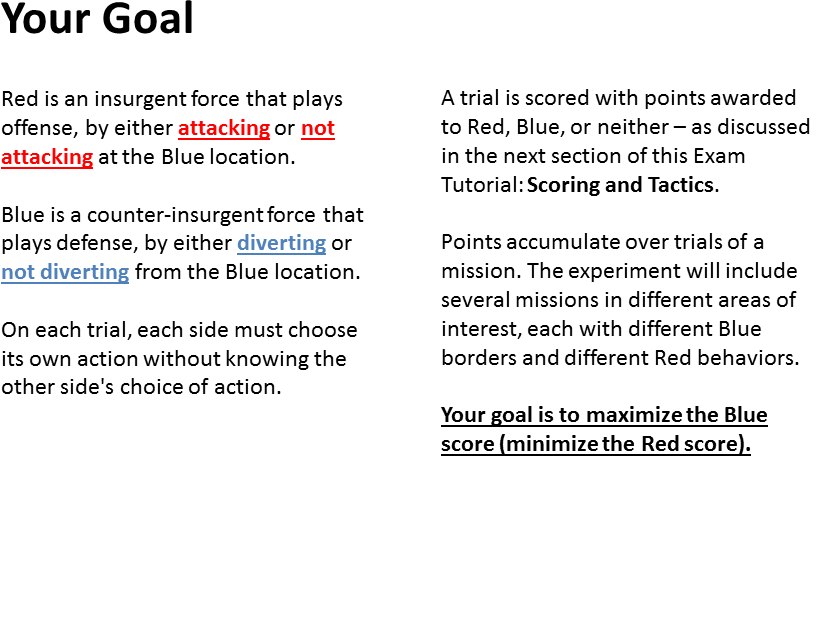 Your Goal
Red is an insurgent force that plays
offense, by either attacking or not
attacking at the Blue location.
Blue is a counter-insurgent force that
plays defense, by either diverting or
not diverting from the Blue location.
On each trial, each side must choose
its own action without knowing the
other side's choice of action.
A trial is scored with points awarded
to Red, Blue, or neither – as discussed
in the next section of this Exam
Tutorial: Scoring and Tactics.
Points accumulate over trials of a
mission. The experiment will include
several missions in different areas of
interest, each with different Blue
borders and different Red behaviors.
Your goal is to maximize the Blue
score (minimize the Red score).